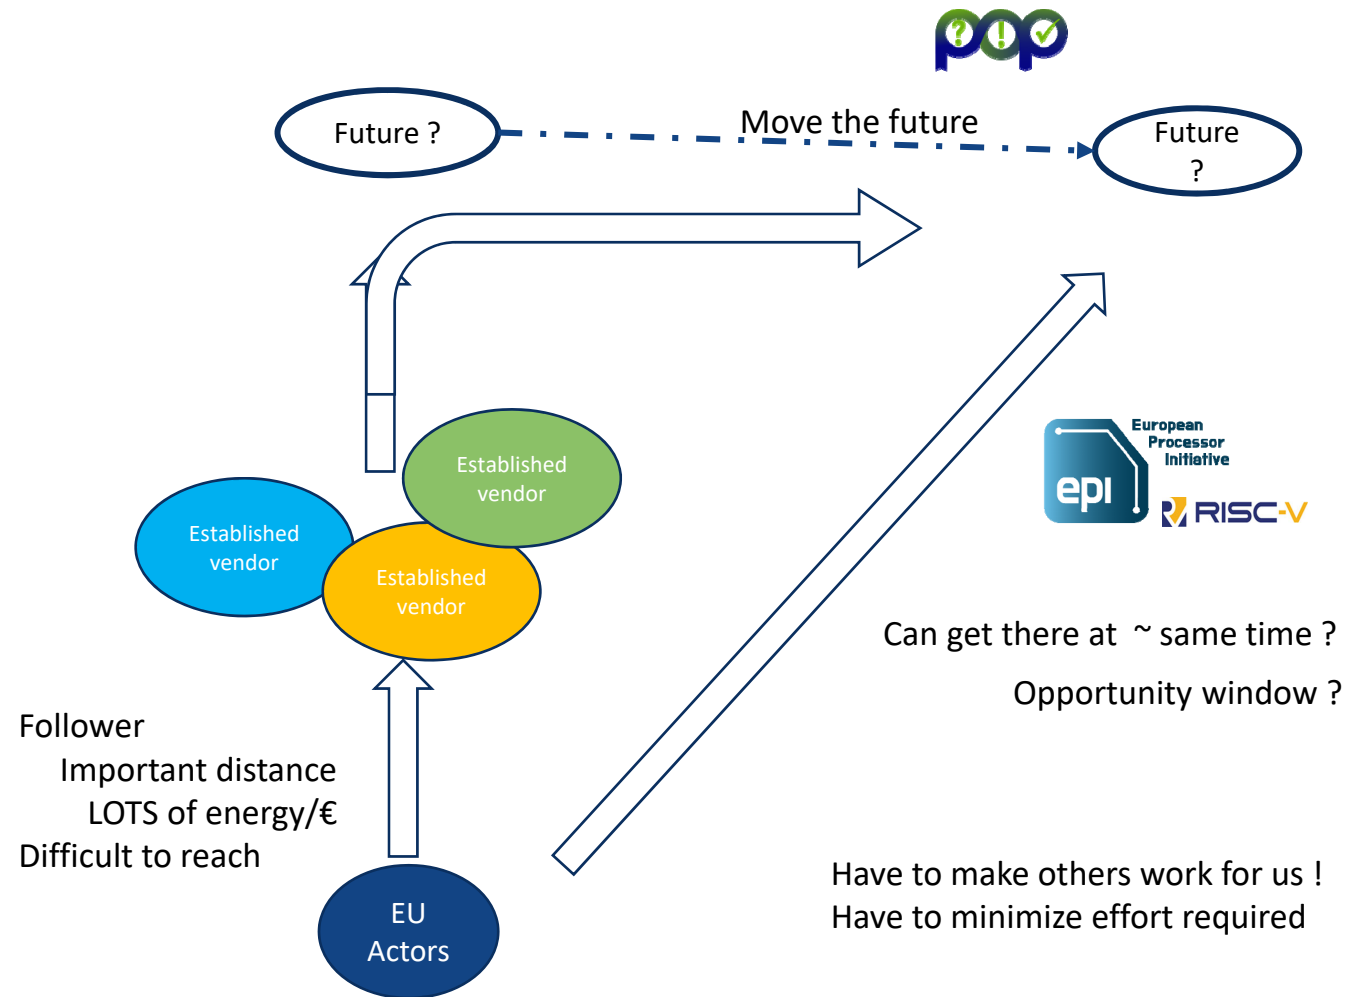 pop
Future ?
Move the future
Future
?
Established
vendor
Established
vendor
Established
vendor
European
Processor
Initiative
epi
RISC-V
Can get there at ~ same time ?
Opportunity window ?
Follower
Important distance
LOTS of energy/€
Difficult to reach
EU
Actors
Have to make others work for us !
Have to minimize effort required